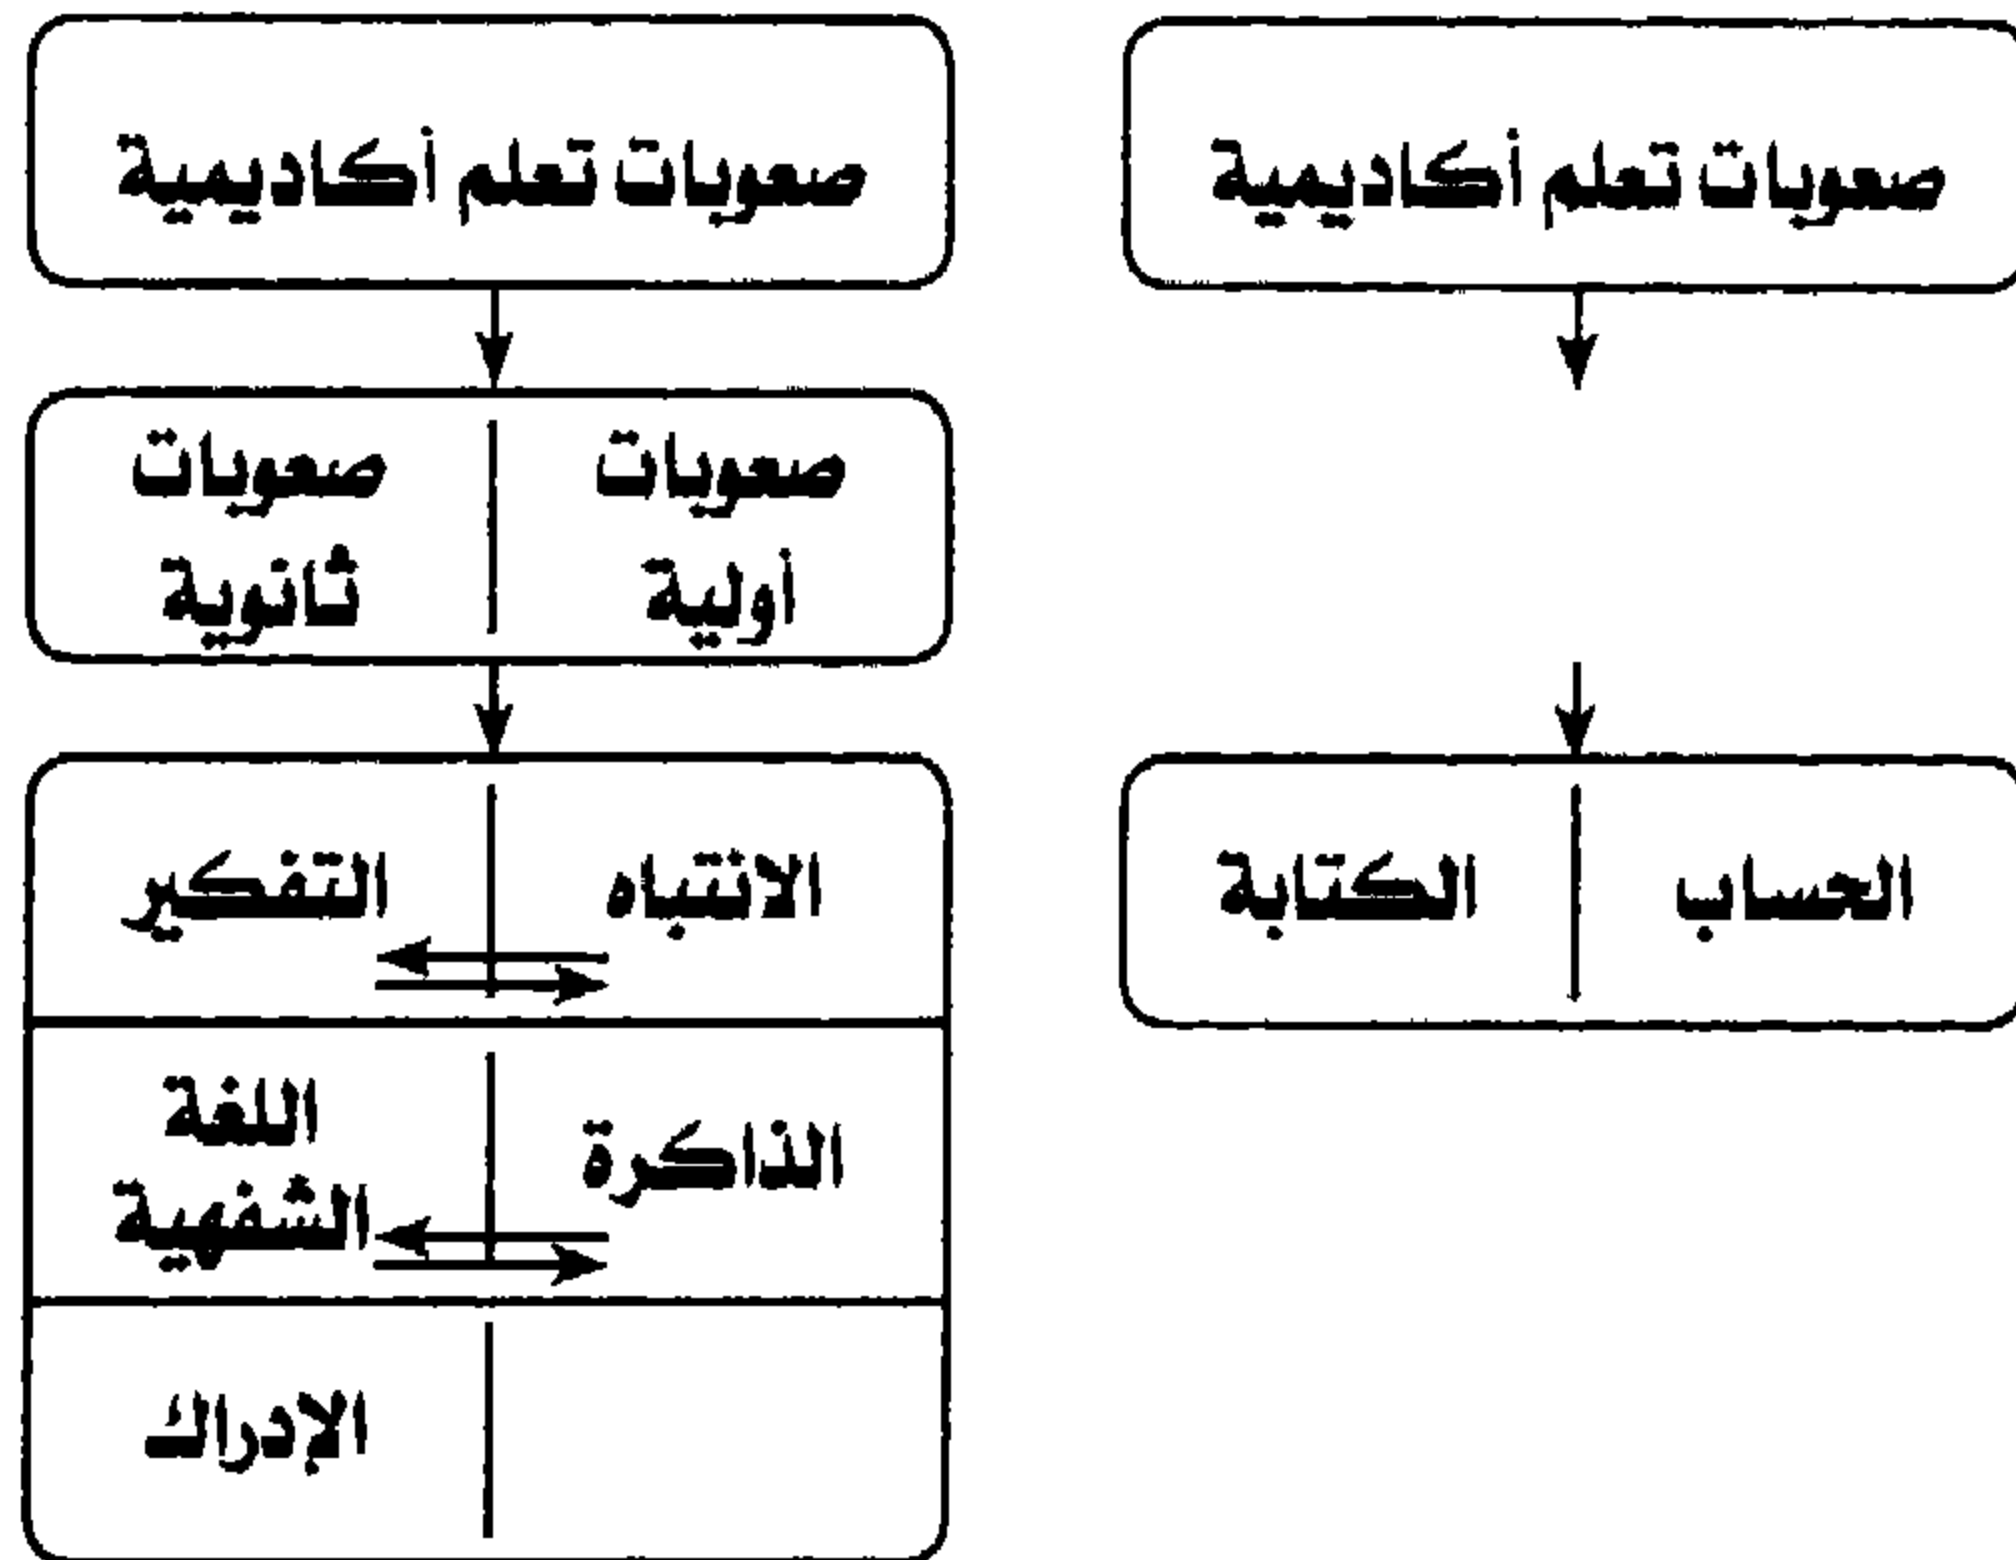 صعوبات تعلم أكاديمية
الحساب
الكتابة
صعوبات تعلم أكاديمية
صعوبات
أولية
صعوبات
ثانوية
الانتباه
التفكير
الذاكرة
اللغة
الشفهية
الإدراك